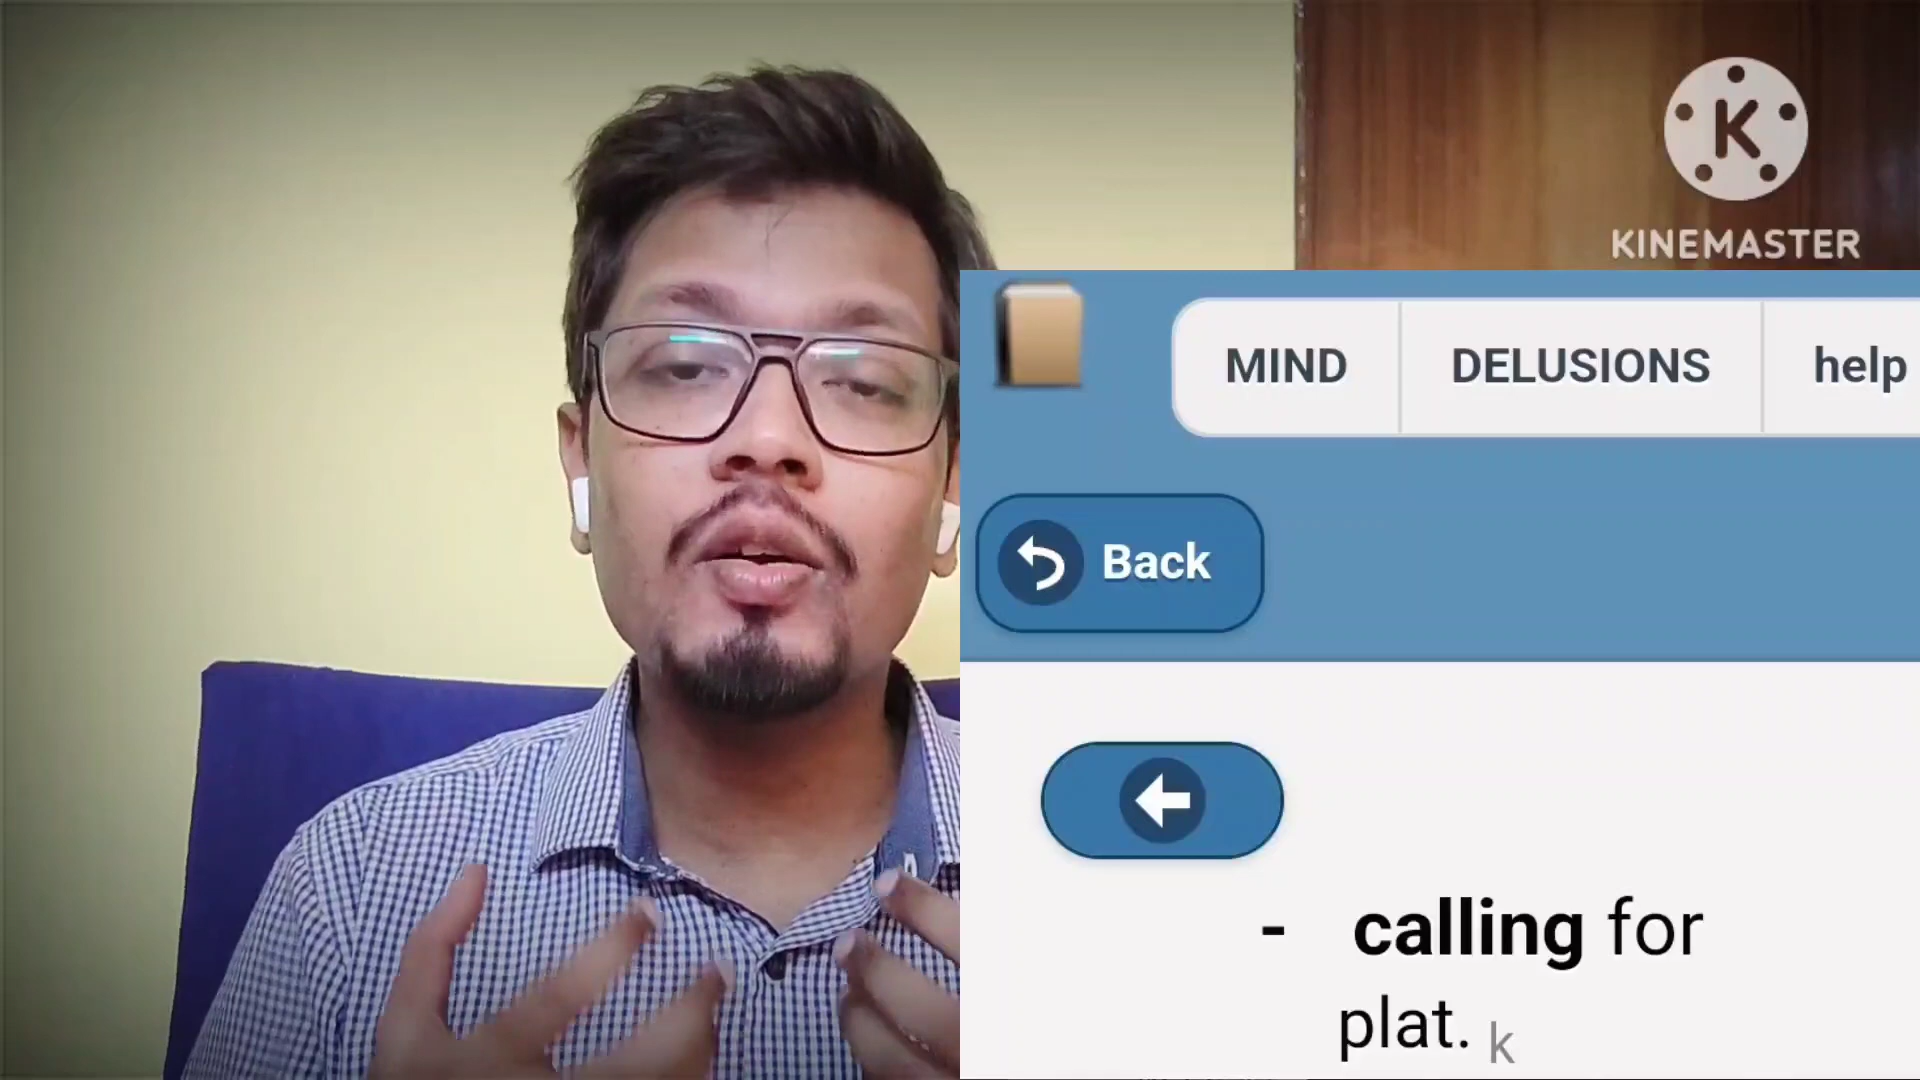 K
KINEMASTER
MIND DELUSIONS help
Back
- calling for
plat. k